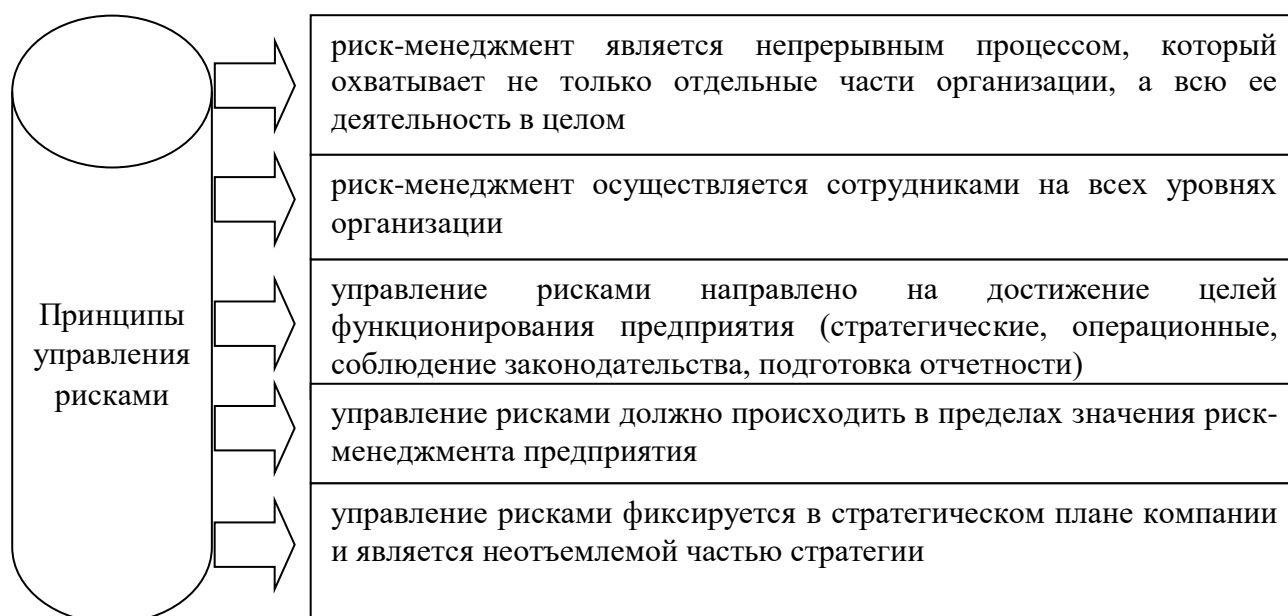 риск-менеджмент является непрерывным процессом, который
охватывает не только отдельные части организации, а всю ее
деятельность в целом
риск-менеджмент осуществляется сотрудниками на всех уровнях
организации
Принципы
управления
рисками
управление рисками направлено на достижение целей
функционирования предприятия (стратегические, операционные,
соблюдение законодательства, подготовка отчетности)
управление рисками должно происходить в пределах значения риск-
менеджмента предприятия
управление рисками фиксируется в стратегическом плане компании
и является неотъемлемой частью стратегии